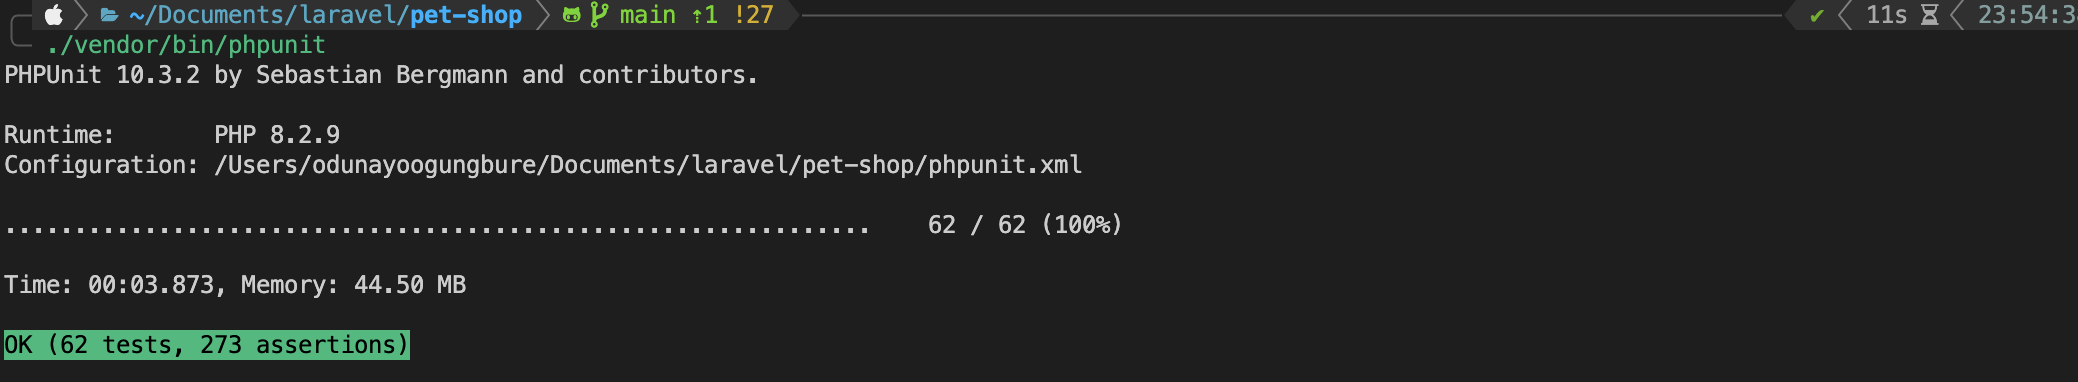 ~/Documents/laravel/pet-shop main ⇡1 !27 ✔ 11s 23:54:3
./vendor/bin/phpunit
PHPUnit 10.3.2 by Sebastian Bergmann and contributors.
Runtime:       PHP 8.2.9
Configuration: /Users/odunayoogungbure/Documents/laravel/pet-shop/phpunit.xml
..............................................................    62 / 62 (100%)
Time: 00:03.873, Memory: 44.50 MB
OK (62 tests, 273 assertions)